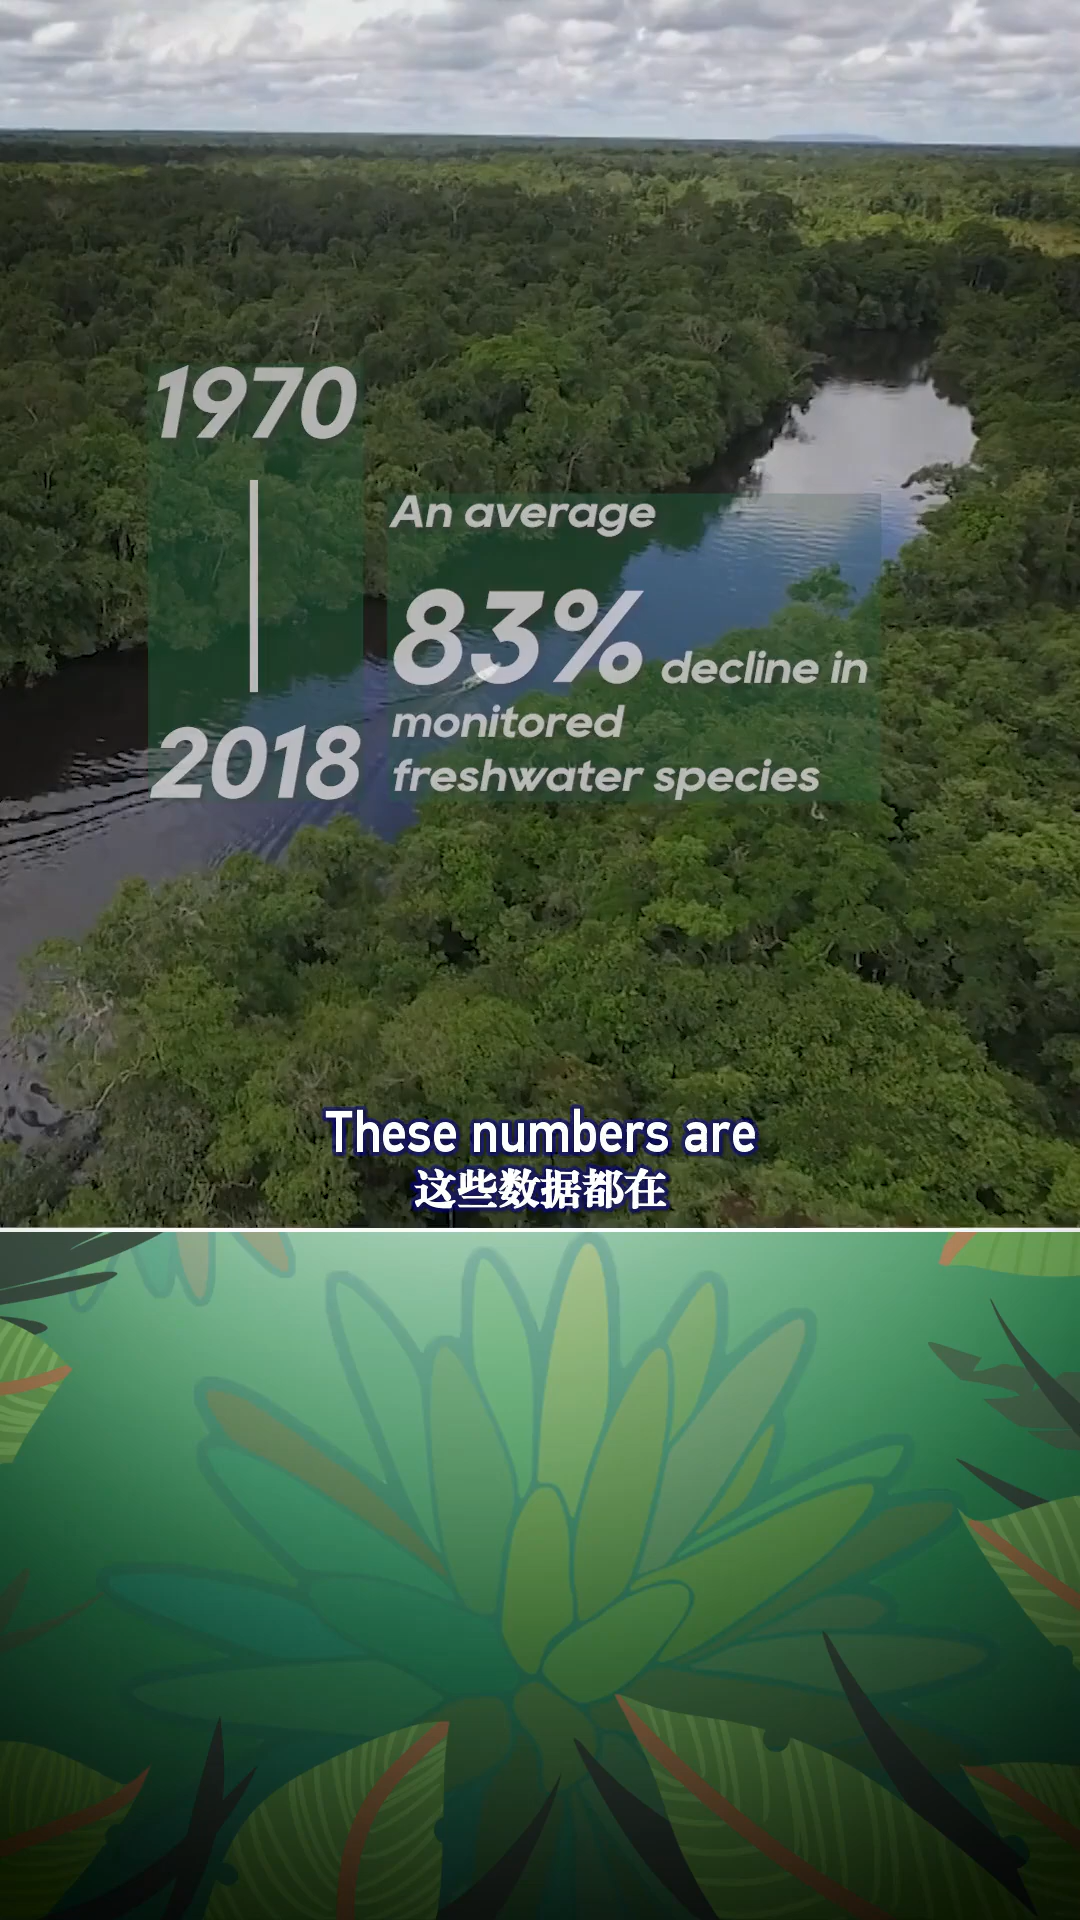 1970
2018
An average
83% decline in
monitored
freshwater species
These numbers are
这些数据都在